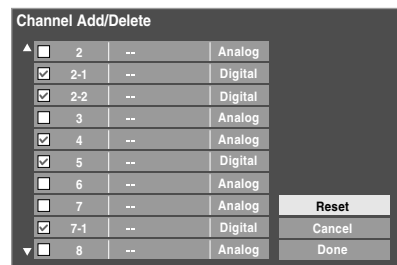 Channel Add/Delete
2 -- Analog
2-1 -- Digital
2-2 -- Digital
3 -- Analog
4 -- Analog
5 -- Digital
6 -- Analog
7 -- Analog
7-1 -- Digital
8 -- Analog
Reset
Cancel
Done